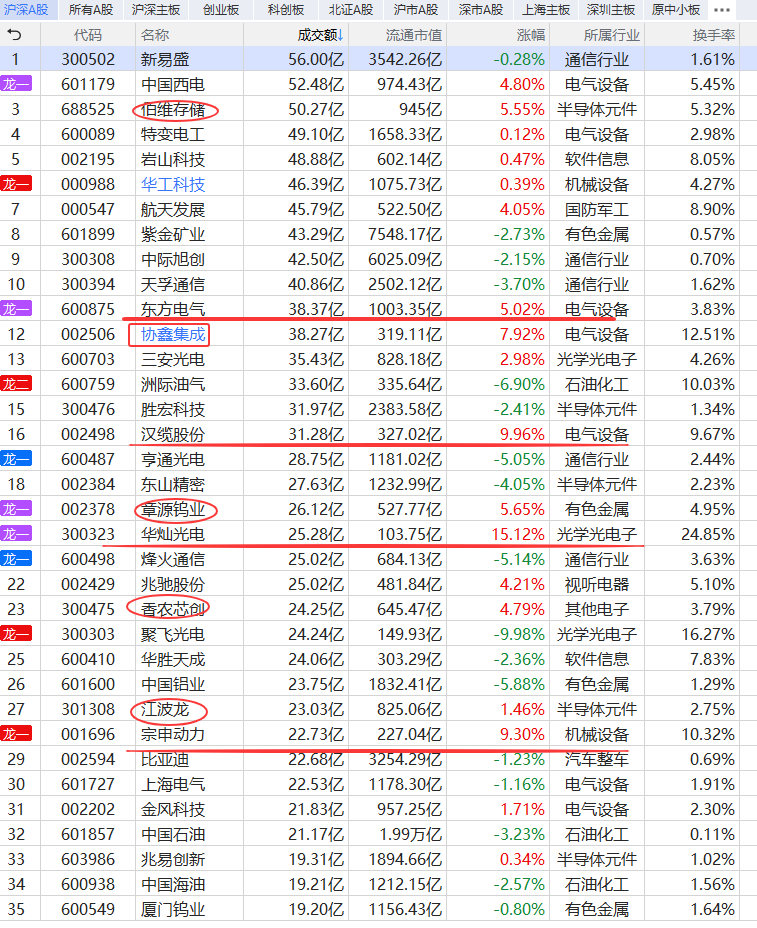 沪深A股 所有A股 沪深主板 创业板 科创板 北证A股 沪市A股 深市A股 上海主板 深圳主板 原中小板 •••
代码 名称 成交额↓ 流通市值 涨幅 所属行业 换手率
1 300502 新易盛 56.00亿 3542.26亿 -0.28% 通信行业 1.61%
龙一 601179 中国西电 52.48亿 974.43亿 4.80% 电气设备 5.45%
3 688525 佰维存储 50.27亿 945亿 5.55% 半导体元件 5.32%
4 600089 特变电工 49.10亿 1658.33亿 0.12% 电气设备 2.98%
5 002195 岩山科技 48.88亿 602.14亿 0.47% 软件信息 8.05%
龙一 000988 华工科技 46.39亿 1075.73亿 0.39% 机械设备 4.27%
7 000547 航天发展 45.79亿 522.50亿 4.05% 国防军工 8.90%
8 601899 紫金矿业 43.29亿 7548.17亿 -2.73% 有色金属 0.57%
9 300308 中际旭创 42.50亿 6025.09亿 -2.15% 通信行业 0.70%
10 300394 天孚通信 40.86亿 2502.12亿 -3.70% 通信行业 1.62%
龙一 600875 东方电气 38.37亿 1003.35亿 5.02% 电气设备 3.83%
12 002506 协鑫集成 38.27亿 319.11亿 7.92% 电气设备 12.51%
13 600703 三安光电 35.43亿 828.18亿 2.98% 光学光电子 4.26%
龙二 600759 洲际油气 33.60亿 335.64亿 -6.90% 石油化工 10.03%
15 300476 胜宏科技 31.97亿 2383.58亿 -2.41% 半导体元件 1.34%
16 002498 汉缆股份 31.28亿 327.02亿 9.96% 电气设备 9.67%
龙一 600487 亨通光电 28.75亿 1181.02亿 -5.05% 通信行业 2.44%
18 002384 东山精密 27.63亿 1232.99亿 -4.05% 半导体元件 2.23%
龙一 002378 章源钨业 26.12亿 527.77亿 5.65% 有色金属 4.95%
龙一 300323 华灿光电 25.28亿 103.75亿 15.12% 光学光电子 24.85%
龙一 600498 烽火通信 25.02亿 684.13亿 -5.14% 通信行业 3.63%
22 002429 兆驰股份 25.02亿 481.84亿 4.21% 视听电器 5.10%
23 300475 香农芯创 24.25亿 645.47亿 4.79% 其他电子 3.79%
龙一 300303 聚飞光电 24.24亿 149.93亿 -9.98% 光学光电子 16.27%
25 600410 华胜天成 24.06亿 303.29亿 -2.36% 软件信息 7.83%
26 601600 中国铝业 23.75亿 1832.41亿 -5.88% 有色金属 1.29%
27 301308 江波龙 23.03亿 825.06亿 1.46% 半导体元件 2.75%
龙一 001696 宗申动力 22.73亿 227.04亿 9.30% 机械设备 10.32%
29 002594 比亚迪 22.68亿 3254.29亿 -1.23% 汽车整车 0.69%
30 601727 上海电气 22.53亿 1178.30亿 -1.16% 电气设备 1.91%
31 002202 金风科技 21.83亿 957.25亿 1.71% 电气设备 2.30%
32 601857 中国石油 21.17亿 1.99万亿 -3.23% 石油化工 0.11%
33 603986 兆易创新 19.31亿 1894.66亿 0.34% 半导体元件 1.02%
34 600938 中国海油 19.21亿 1212.15亿 -2.57% 石油化工 1.56%
35 600549 厦门钨业 19.20亿 1156.43亿 -0.80% 有色金属 1.64%